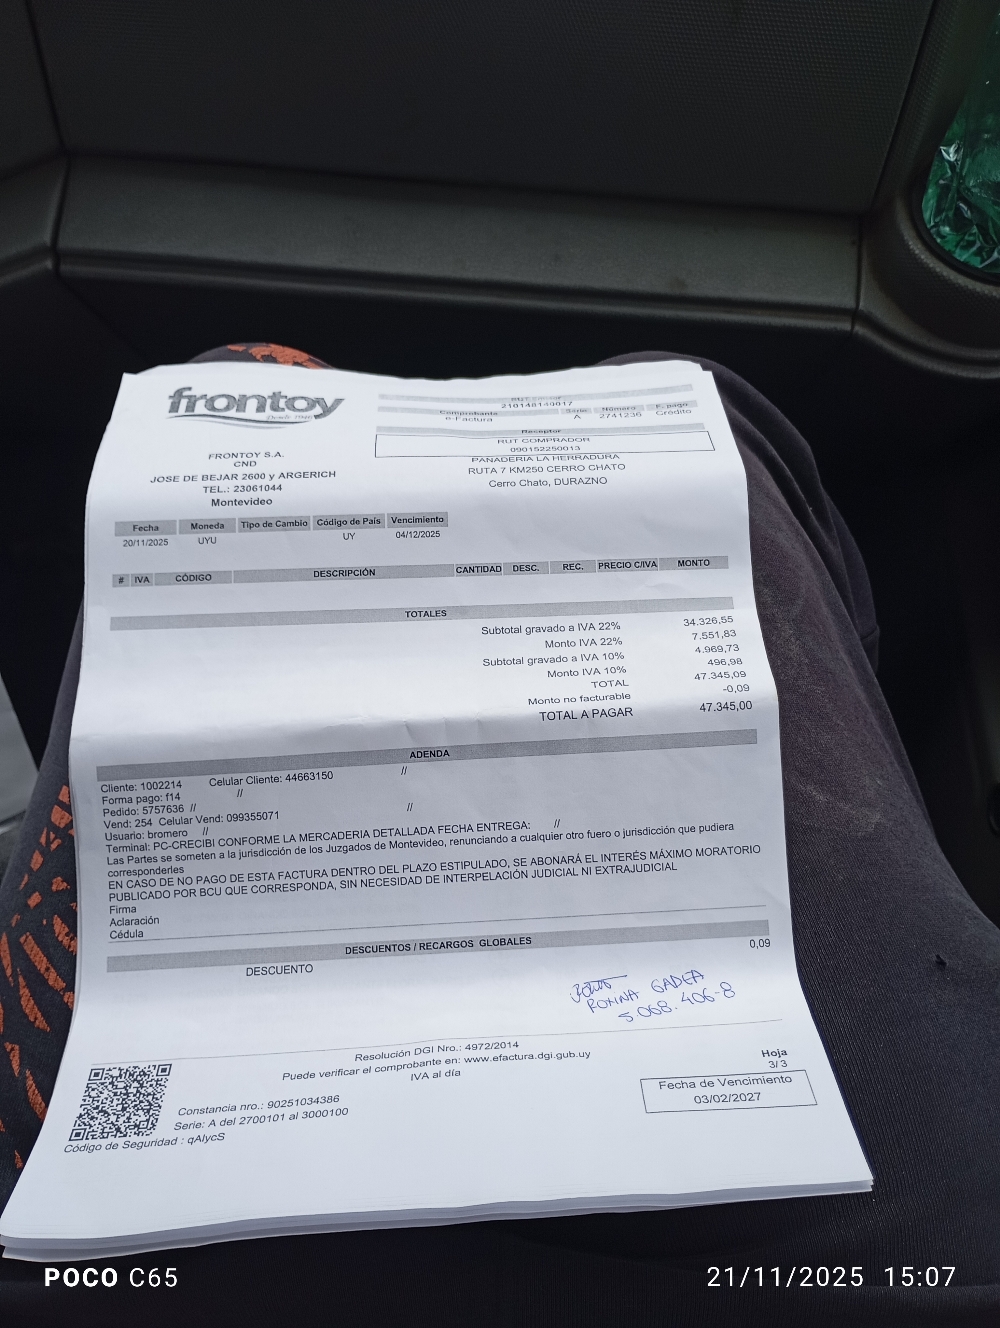 frontoy
Desde 1946
RUT Emisor
210148140017
Comprobante Serie Número F. pago
e-Factura A 2741236 Crédito
Receptor
RUT COMPRADOR
090152250013
PANADERIA LA HERRADURA
RUTA 7 KM250 CERRO CHATO
Cerro Chato, DURAZNO
FRONTOY S.A.
CND
JOSE DE BEJAR 2600 y ARGERICH
TEL.: 23061044
Montevideo
Fecha Moneda Tipo de Cambio Código de País Vencimiento
20/11/2025 UYU UY 04/12/2025
# IVA CÓDIGO DESCRIPCIÓN CANTIDAD DESC. REC. PRECIO C/IVA MONTO
TOTALES
Subtotal gravado a IVA 22% 34.326,55
Monto IVA 22% 7.551,83
Subtotal gravado a IVA 10% 4.969,73
Monto IVA 10% 496,98
TOTAL 47.345,09
Monto no facturable -0,09
TOTAL A PAGAR 47.345,00
ADENDA
Cliente: 1002214 Celular Cliente: 44663150 //
Forma pago: f14 //
Pedido: 5757636 //
Vend: 254 Celular Vend: 099355071 //
Usuario: bromero //
Terminal: PC-CRECIBI CONFORME LA MERCADERIA DETALLADA FECHA ENTREGA: //
Las Partes se someten a la jurisdicción de los Juzgados de Montevideo, renunciando a cualquier otro fuero o jurisdicción que pudiera
corresponderles
EN CASO DE NO PAGO DE ESTA FACTURA DENTRO DEL PLAZO ESTIPULADO, SE ABONARÁ EL INTERÉS MÁXIMO MORATORIO
PUBLICADO POR BCU QUE CORRESPONDA, SIN NECESIDAD DE INTERPELACIÓN JUDICIAL NI EXTRAJUDICIAL
Firma
Aclaración
Cédula
DESCUENTOS / RECARGOS GLOBALES
DESCUENTO 0,09
ROMINA GADEA
5.068.406-8
Resolución DGI Nro.: 4972/2014
Puede verificar el comprobante en: www.efactura.dgi.gub.uy
IVA al día
Hoja
3/3
Fecha de Vencimiento
03/02/2027
Constancia nro.: 90251034386
Serie: A del 2700101 al 3000100
Código de Seguridad : qAlycS
POCO C65
21/11/2025 15:07